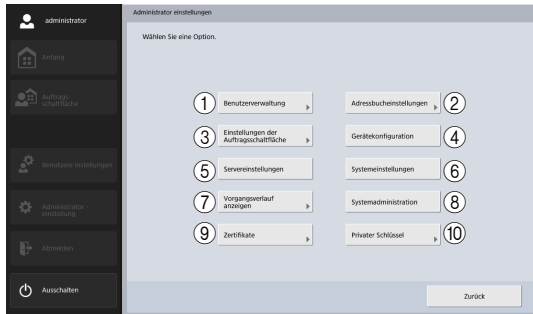 administrator
Anfang
Auftrags-
schaltfläche
Benutzere instellungen
Administrator -
einstellung.
Abmelden
Ausschalten
Administrator einstellungen
Wählen Sie eine Option.
1 Benutzerverwaltung
Adressbucheinstellungen 2
3 Einstellungen der
Auftragsschaltfläche
Gerätekonfiguration 4
5 Servereinstellungen
Systemeinstellungen 6
7 Vorgangsverlauf
anzeigen
Systemadministration 8
9 Zertifikate
Privater Schlüssel 10
Zurück